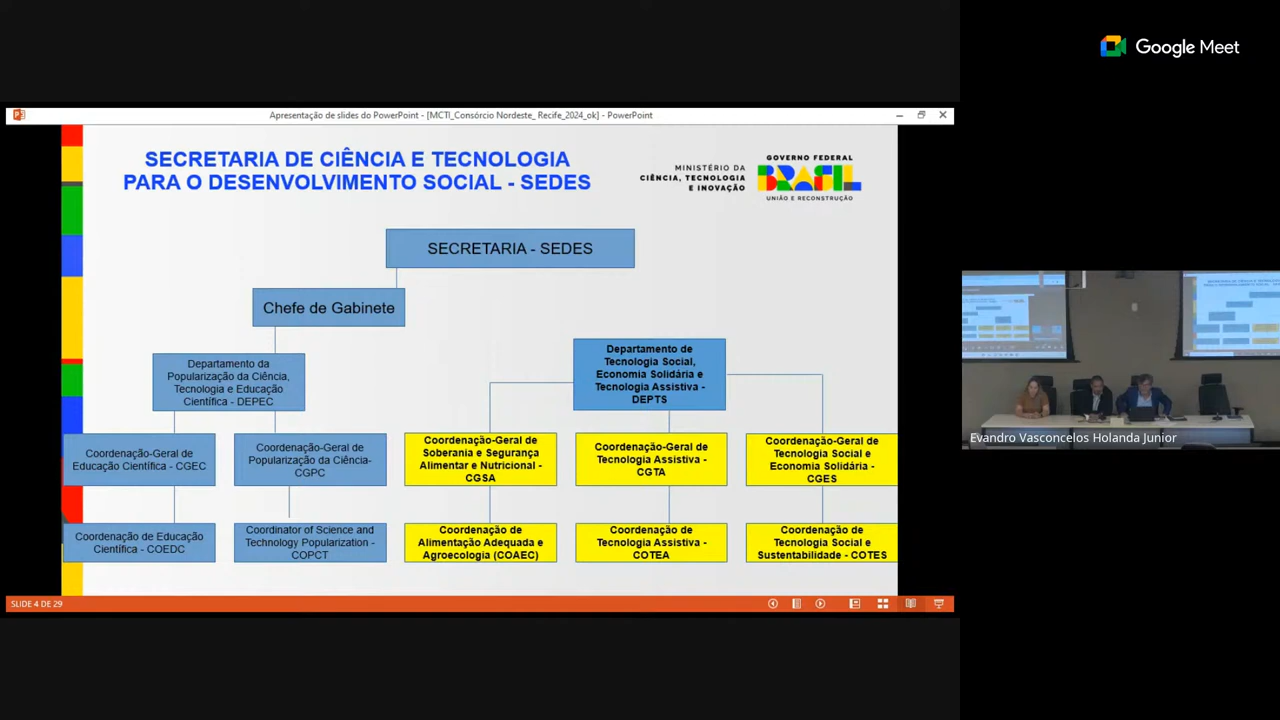 Google Meet
Apresentação de slides do PowerPoint - [MCTI_Consórcio Nordeste_ Recife_2024_ok] - PowerPoint
SECRETARIA DE CIÊNCIA E TECNOLOGIA
PARA O DESENVOLVIMENTO SOCIAL - SEDES
MINISTÉRIO DA
CIÊNCIA, TECNOLOGIA
E INOVAÇÃO
GOVERNO FEDERAL
BRASIL
UNIÃO E RECONSTRUÇÃO
SECRETARIA - SEDES
Chefe de Gabinete
Departamento da
Popularização da Ciência,
Tecnologia e Educação
Científica - DEPEC
Departamento de
Tecnologia Social,
Economia Solidária e
Tecnologia Assistiva -
DEPTS
Coordenação-Geral de
Educação Científica - CGEC
Coordenação-Geral de
Popularização da Ciência-
CGPC
Coordenação-Geral de
Soberania e Segurança
Alimentar e Nutricional -
CGSA
Coordenação-Geral de
Tecnologia Assistiva -
CGTA
Coordenação-Geral de
Tecnologia Social e
Economia Solidária -
CGES
Coordenação de Educação
Científica - COEDC
Coordinator of Science and
Technology Popularization -
COPCT
Coordenação de
Alimentação Adequada e
Agroecologia (COAEC)
Coordenação de
Tecnologia Assistiva -
COTEA
Coordenação de
Tecnologia Social e
Sustentabilidade - COTES
SLIDE 4 DE 29
Evandro Vasconcelos Holanda Junior